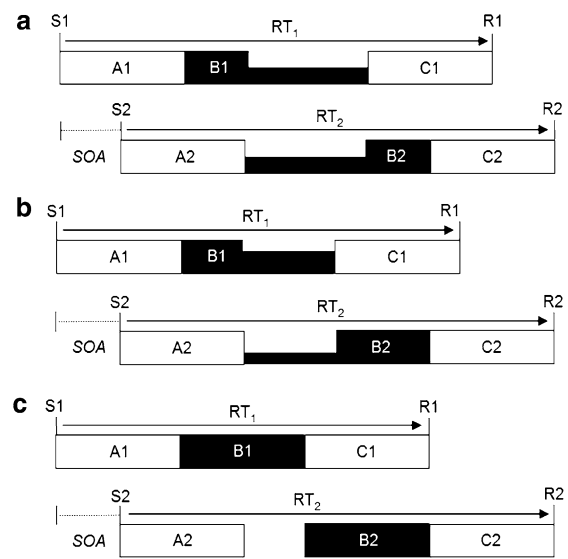 a
S1 RT1 R1
A1 B1 C1
S2 RT2 R2
SOA A2 B2 C2
b
S1 RT1 R1
A1 B1 C1
S2 RT2 R2
SOA A2 B2 C2
c
S1 RT1 R1
A1 B1 C1
S2 RT2 R2
SOA A2 B2 C2